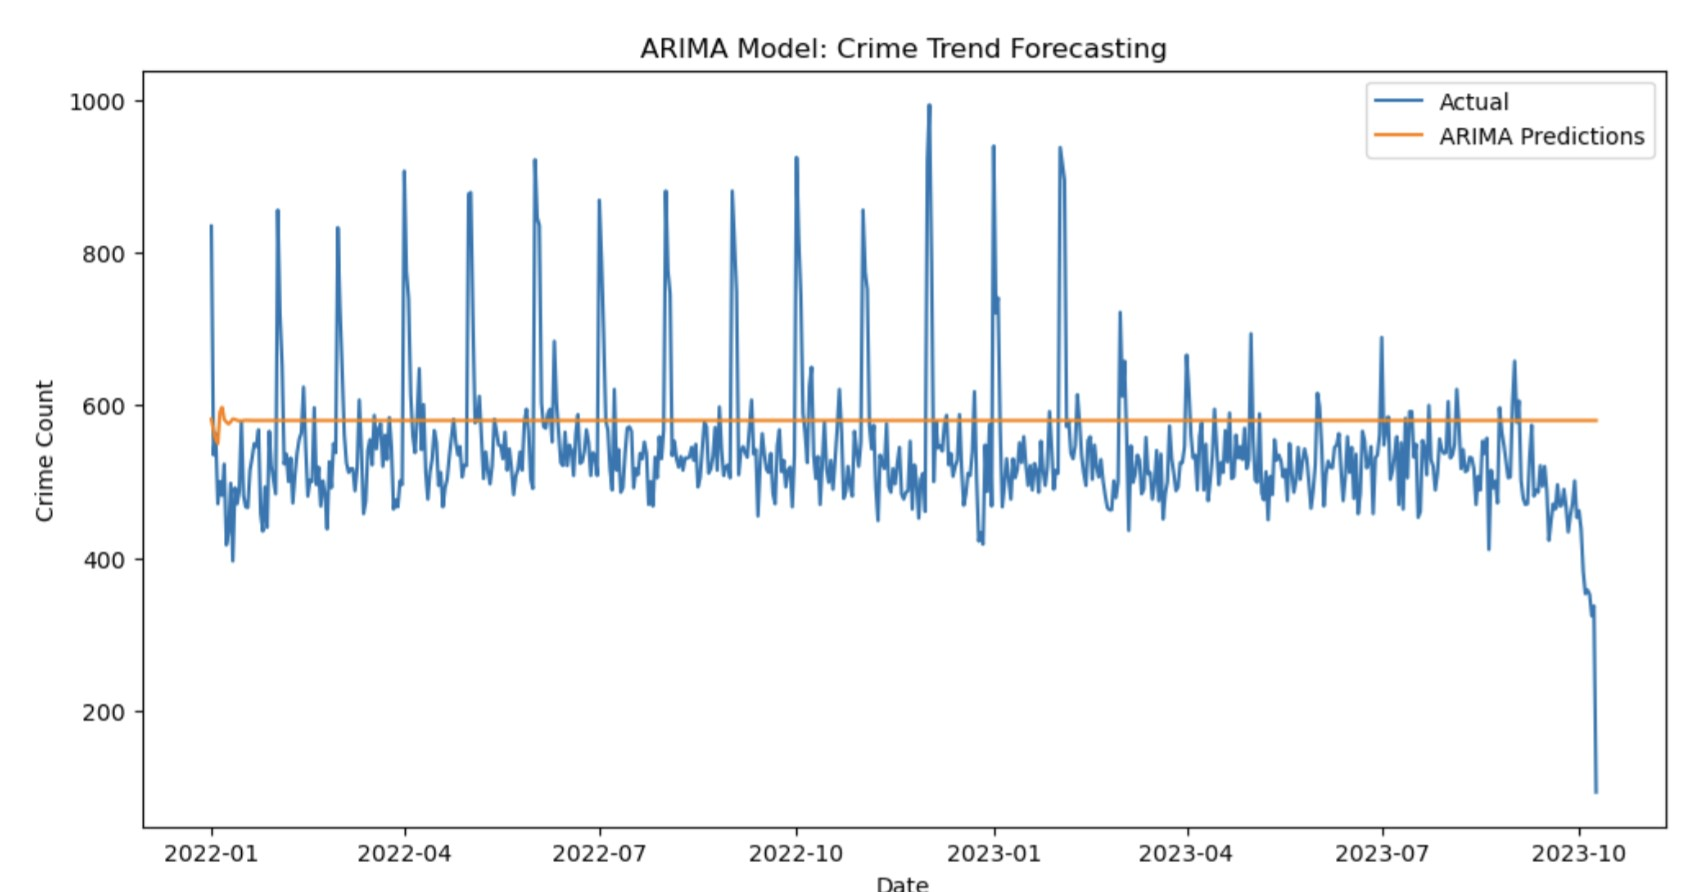 ARIMA Model: Crime Trend Forecasting
Actual
ARIMA Predictions
1000
800
600
400
200
Crime Count
2022-01 2022-04 2022-07 2022-10 2023-01 2023-04 2023-07 2023-10
Date